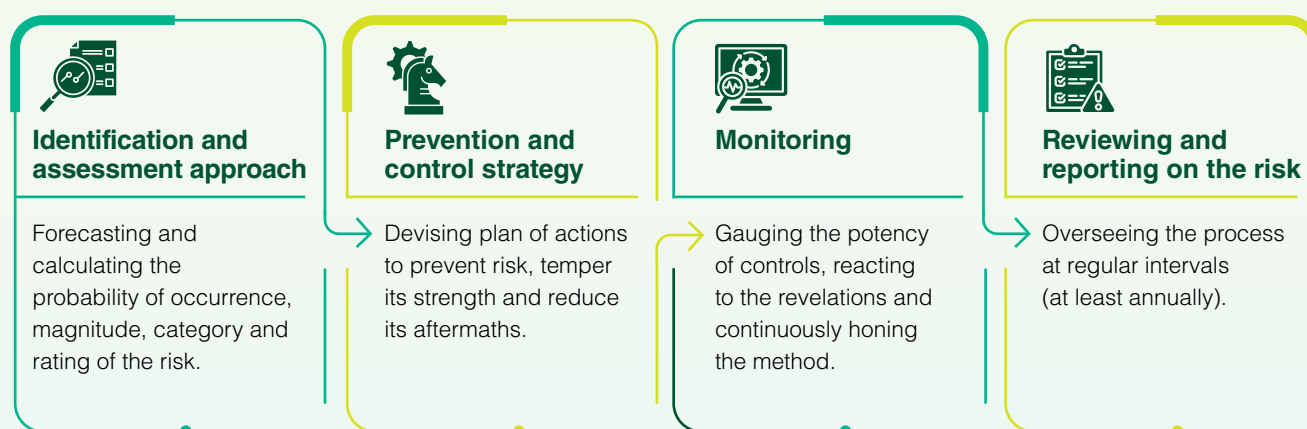 Identification and
assessment approach
Forecasting and
calculating the
probability of occurrence,
magnitude, category and
rating of the risk.
Prevention and
control strategy
Devising plan of actions
to prevent risk, temper
its strength and reduce
its aftermaths.
Monitoring
Gauging the potency
of controls, reacting
to the revelations and
continuously honing
the method.
Reviewing and
reporting on the risk
Overseeing the process
at regular intervals
(at least annually).